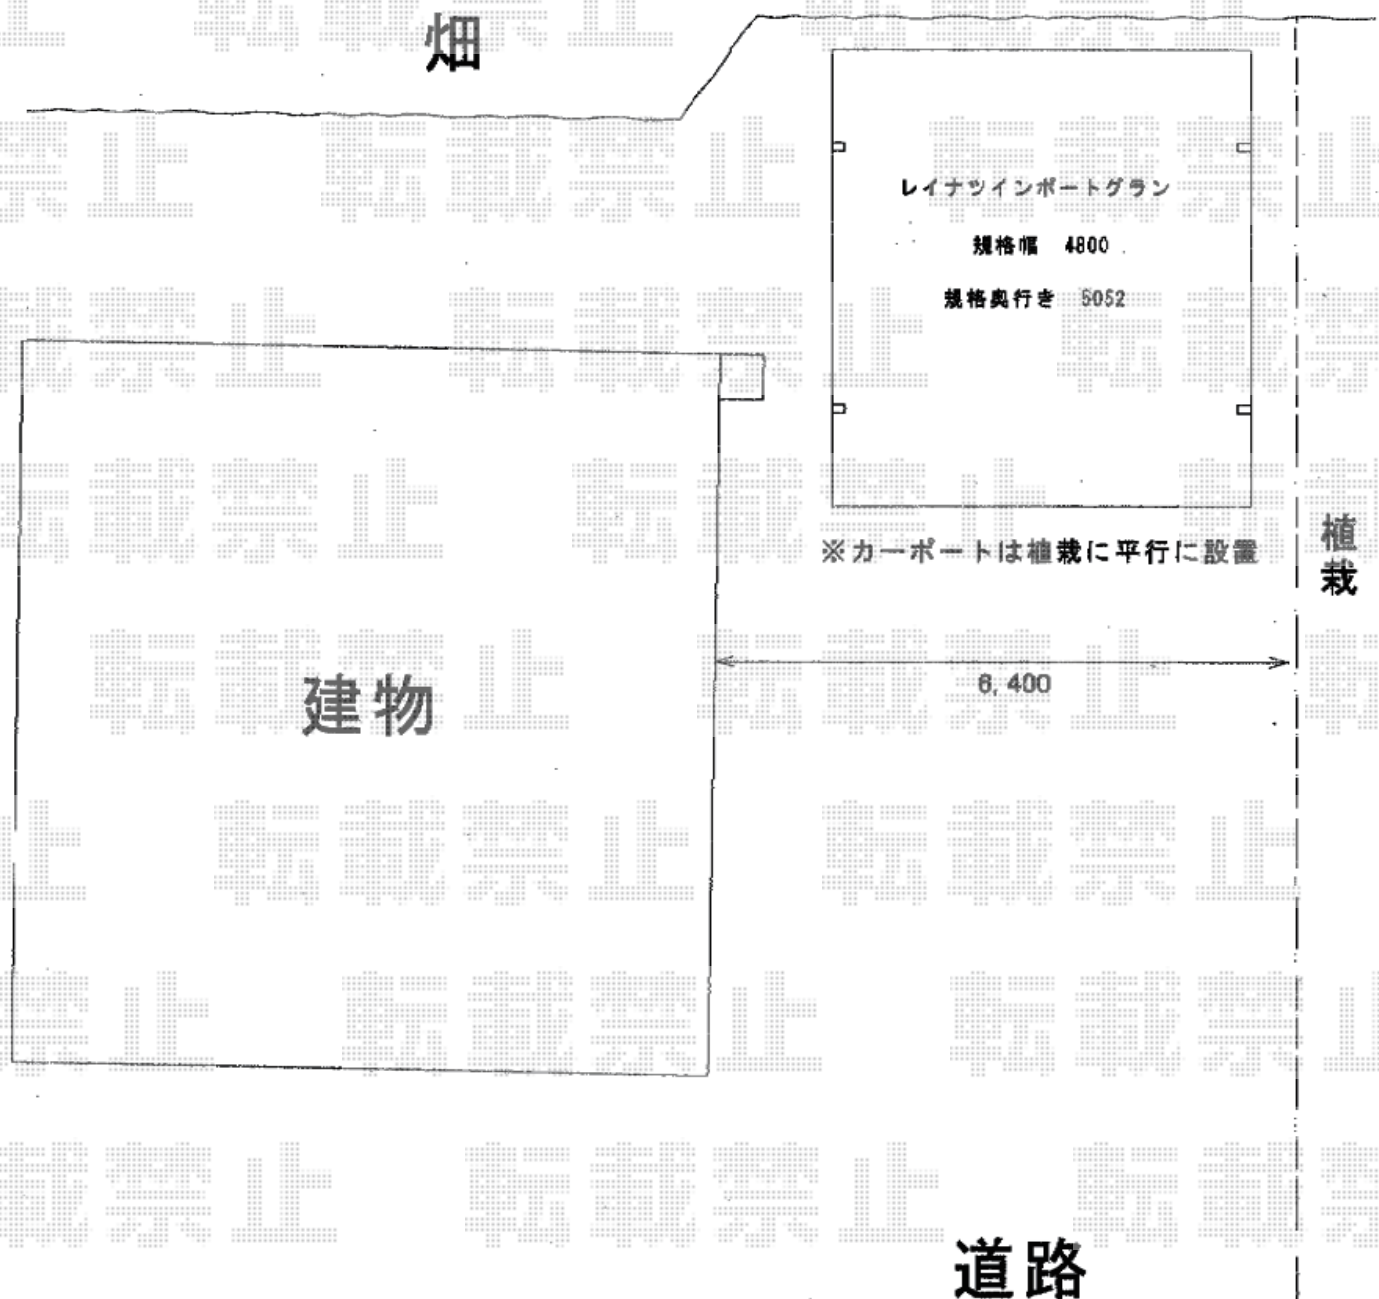 畑
レイナツインポートグラン
規格幅 4800
規格奥行き 5052
※カーポートは植栽に平行に設置
植栽
6,400
建物
道路
転載禁止